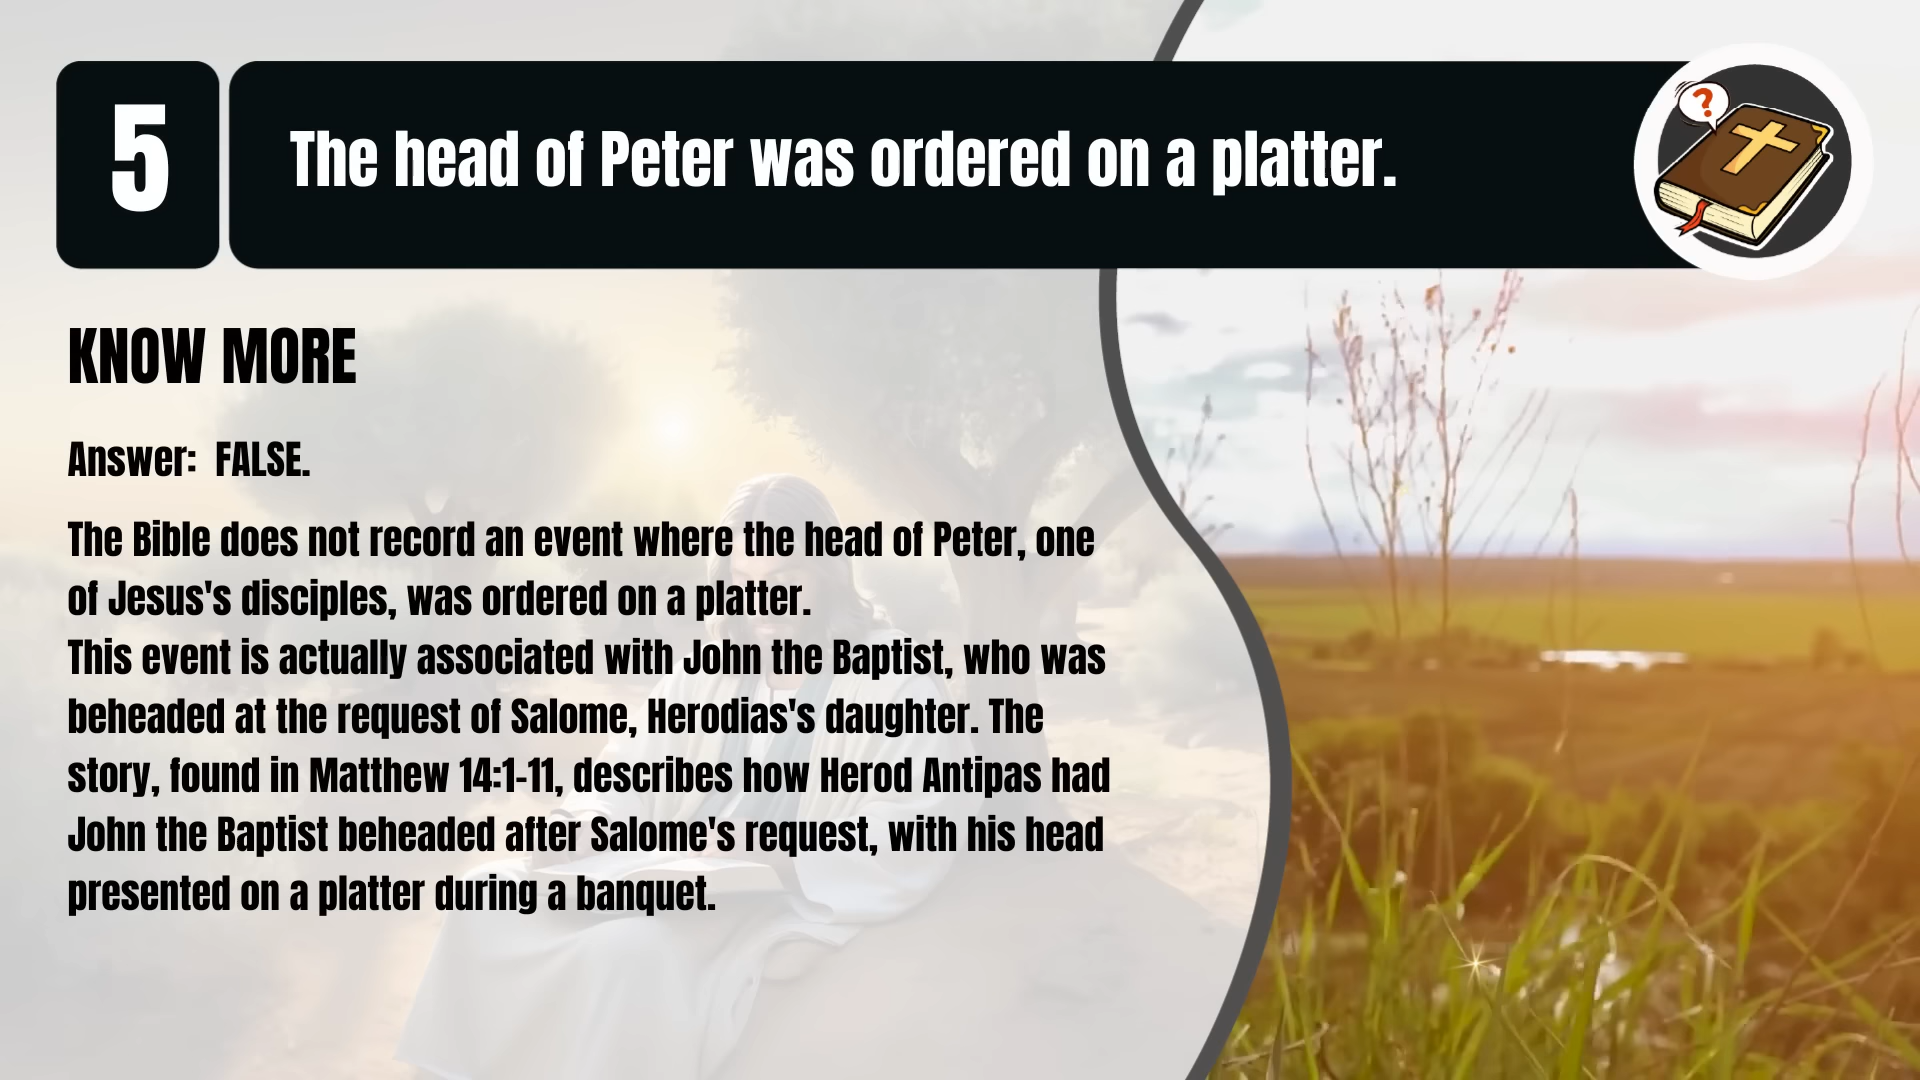 5
The head of Peter was ordered on a platter.
?
KNOW MORE
Answer:  FALSE.
The Bible does not record an event where the head of Peter, one
of Jesus's disciples, was ordered on a platter.
This event is actually associated with John the Baptist, who was
beheaded at the request of Salome, Herodias's daughter. The
story, found in Matthew 14:1-11, describes how Herod Antipas had
John the Baptist beheaded after Salome's request, with his head
presented on a platter during a banquet.